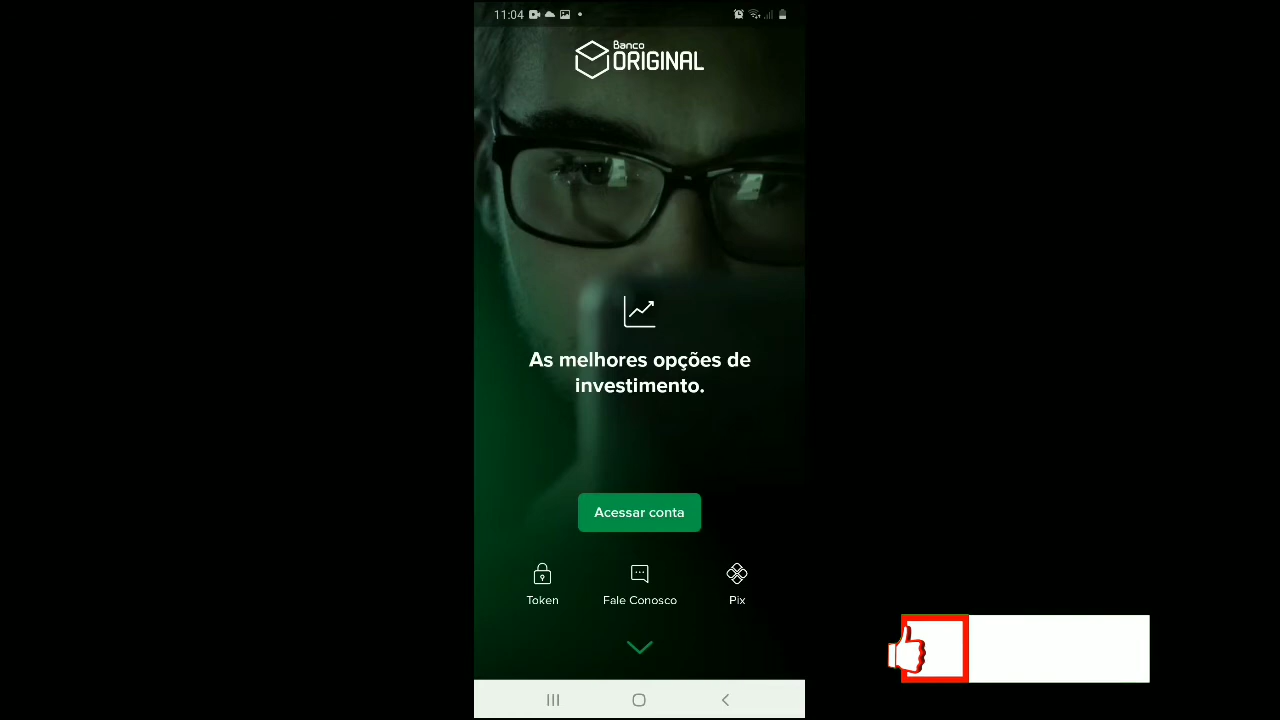 11:04
Banco
ORIGINAL
As melhores opções de
investimento.
Acessar conta
Token
Fale Conosco
Pix